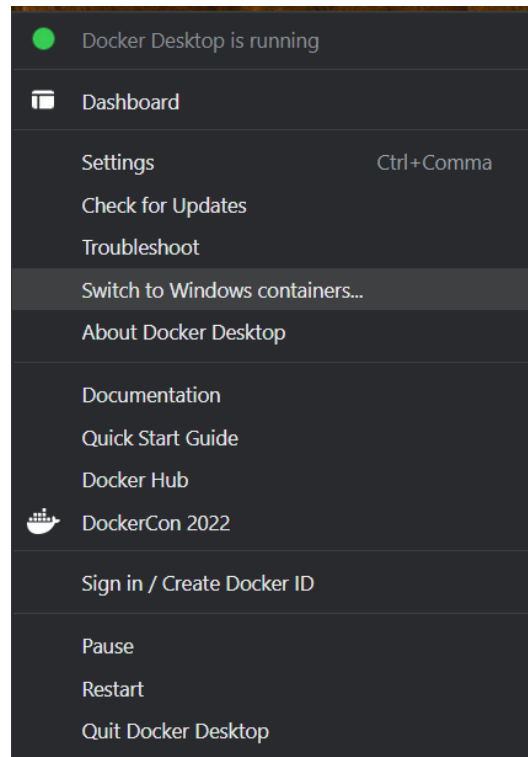 Docker Desktop is running
Dashboard
Settings Ctrl+Comma
Check for Updates
Troubleshoot
Switch to Windows containers...
About Docker Desktop
Documentation
Quick Start Guide
Docker Hub
DockerCon 2022
Sign in / Create Docker ID
Pause
Restart
Quit Docker Desktop